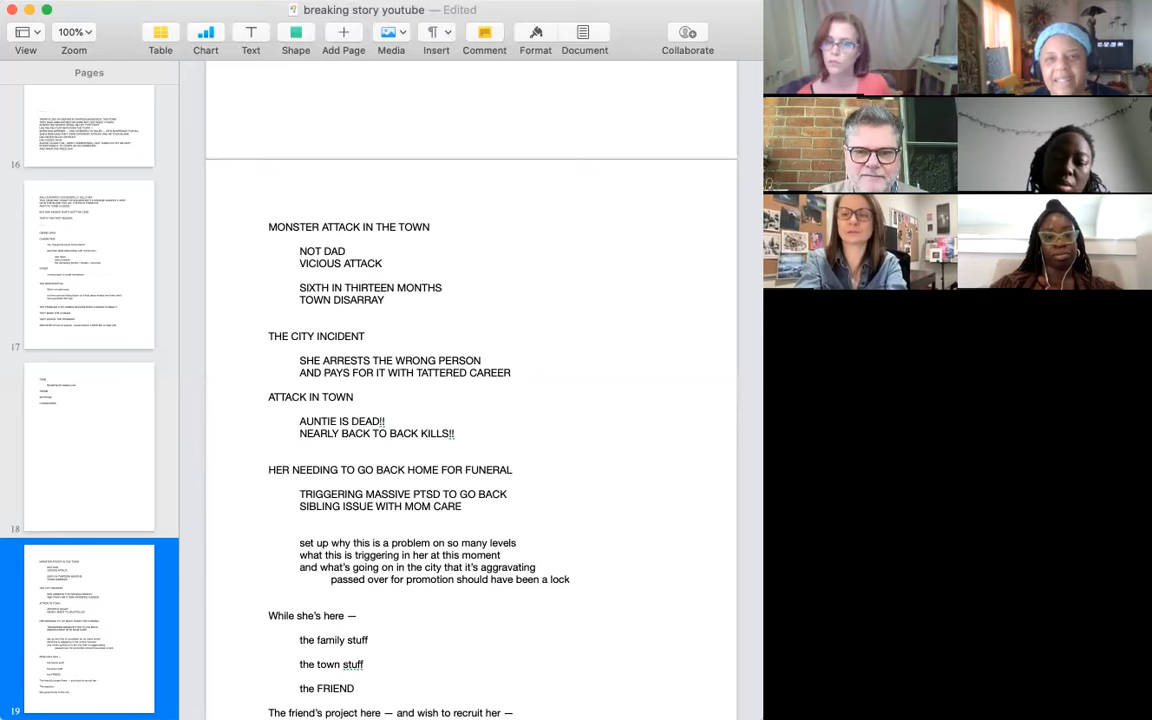 breaking story youtube — Edited
100%
View
Zoom
Table
Chart
Text
Shape
Add Page
Media
Insert
Comment
Format
Document
Collaborate
Pages
16
17
18
19
MONSTER ATTACK IN THE TOWN
NOT DAD
VICIOUS ATTACK
SIXTH IN THIRTEEN MONTHS
TOWN DISARRAY
THE CITY INCIDENT
SHE ARRESTS THE WRONG PERSON
AND PAYS FOR IT WITH TATTERED CAREER
ATTACK IN TOWN
AUNTIE IS DEAD!!
NEARLY BACK TO BACK KILLS!!
HER NEEDING TO GO BACK HOME FOR FUNERAL
TRIGGERING MASSIVE PTSD TO GO BACK
SIBLING ISSUE WITH MOM CARE
set up why this is a problem on so many levels
what this is triggering in her at this moment
and what's going on in the city that it's aggravating
passed over for promotion should have been a lock
While she's here —
the family stuff
the town stuff
the FRIEND
The friend's project here — and wish to recruit her —